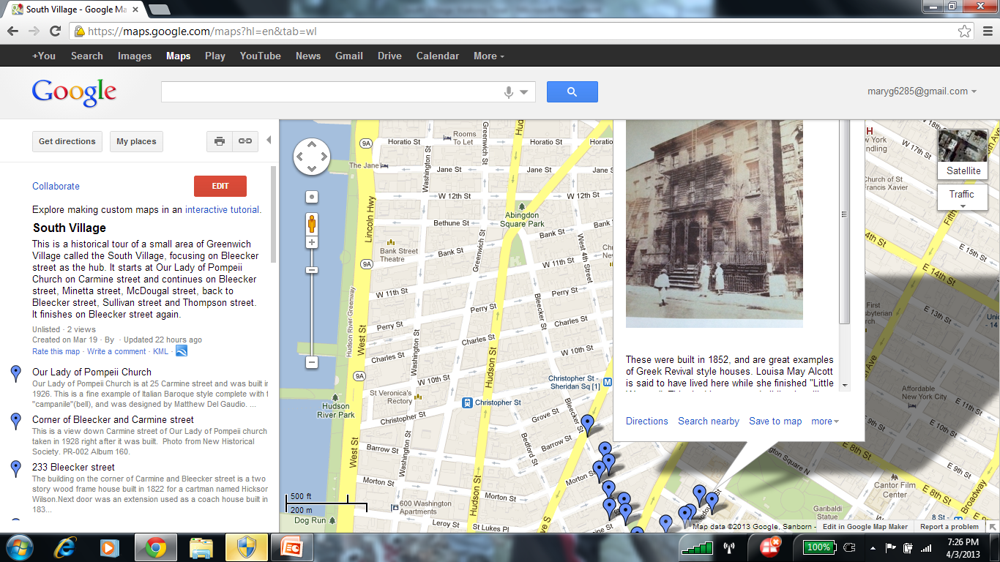 South Village - Google Ma
https://maps.google.com/maps?hl=en&tab=wl
+You Search Images Maps Play YouTube News Gmail Drive Calendar More
Google
maryg6285@gmail.com
Get directions My places
Collaborate EDIT
Explore making custom maps in an interactive tutorial.
South Village
This is a historical tour of a small area of Greenwich
Village called the South Village, focusing on Bleecker
street as the hub. It starts at Our Lady of Pompeii
Church on Carmine street and continues on Bleecker
street, Minetta street, McDougal street, back to
Bleecker street, Sullivan street and Thompson street.
It finishes on Bleecker street again.
Unlisted · 2 views
Created on Mar 19 · By · Updated 22 hours ago
Rate this map · Write a comment · KML ·
Our Lady of Pompeii Church
Our Lady of Pompeii Church is at 25 Carmine street and was built in
1926. This is a fine example of Italian Baroque style complete with t
"campanile"(bell), and was designed by Matthew Del Gaudio. ...
Corner of Bleecker and Carmine street
This is a view down Carmine street of Our Lady of Pompeii church
taken in 1928 right after it was built. Photo from New Historical
Society. PR-002 Album 160.
233 Bleecker street
The building on the corner of Carmine and Bleecker street is a two
story wood frame house built in 1822 for a cartman named Hickson
Wilson.Next door was an extension used as a coach house built in
183...
9A
Horatio St
Rooms
To Let
Horatio St
Horatio S
Washington St
Greenwich St
Hud
The Jane
Jane St
Jane St
Jane S
W 12th St
W 12th St
Lincoln Hwy
Abingdon
Square Park
Bethune St
Bank St
Bank Street
Theatre
Bank St
Greenwich St
West 4th Street
9A
W 11th St
W 11th St
Hudson River Greenway
Perry St
Perry St
Perry St
Bleecker St
Charles St
Charles St
Charles St
West St
Washington St
W 10th St
W 10th St
Hudson St
9A
Christopher St -
Sheridan Sq [1]
M
St Veronica's
Rectory
Christopher St
Hudson
River Park
Christopher St
Grove St
Bedford St
Barrow St
Barrow St
West St
Washington St
Morton St
Morton St
Hudson St
600 Washington
Apartments
Leroy St
St Lukes Pl
Dog Run
500 ft
200 m
These were built in 1852, and are great examples
of Greek Revival style houses. Louisa May Alcott
is said to have lived here while she finished "Little
Directions Search nearby Save to map more
Satellite
Traffic
H
Church of St
Francis Xavier
W 17th St
E 15th St
E 14th St
E 13th St
First
Affordable
New York City
E 11th St
E 10th St
E 9th St
E 8th St
E 9th St
Cantor Film
Center
Broadway
Garibaldi
Statue
Map data ©2013 Google, Sanborn - Edit in Google Map Maker Report a problem
100%
7:26 PM
4/3/2013